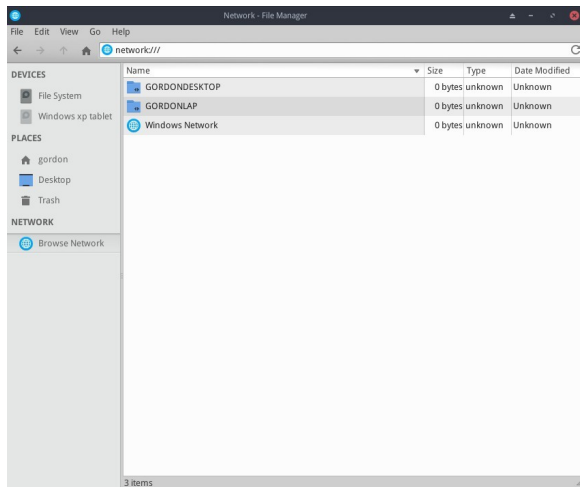 Network - File Manager
File Edit View Go Help
network:///
DEVICES
File System
Windows xp tablet
PLACES
gordon
Desktop
Trash
NETWORK
Browse Network
Name Size Type Date Modified
GORDONDESKTOP 0 bytes unknown Unknown
GORDONLAP 0 bytes unknown Unknown
Windows Network 0 bytes unknown Unknown
3 items